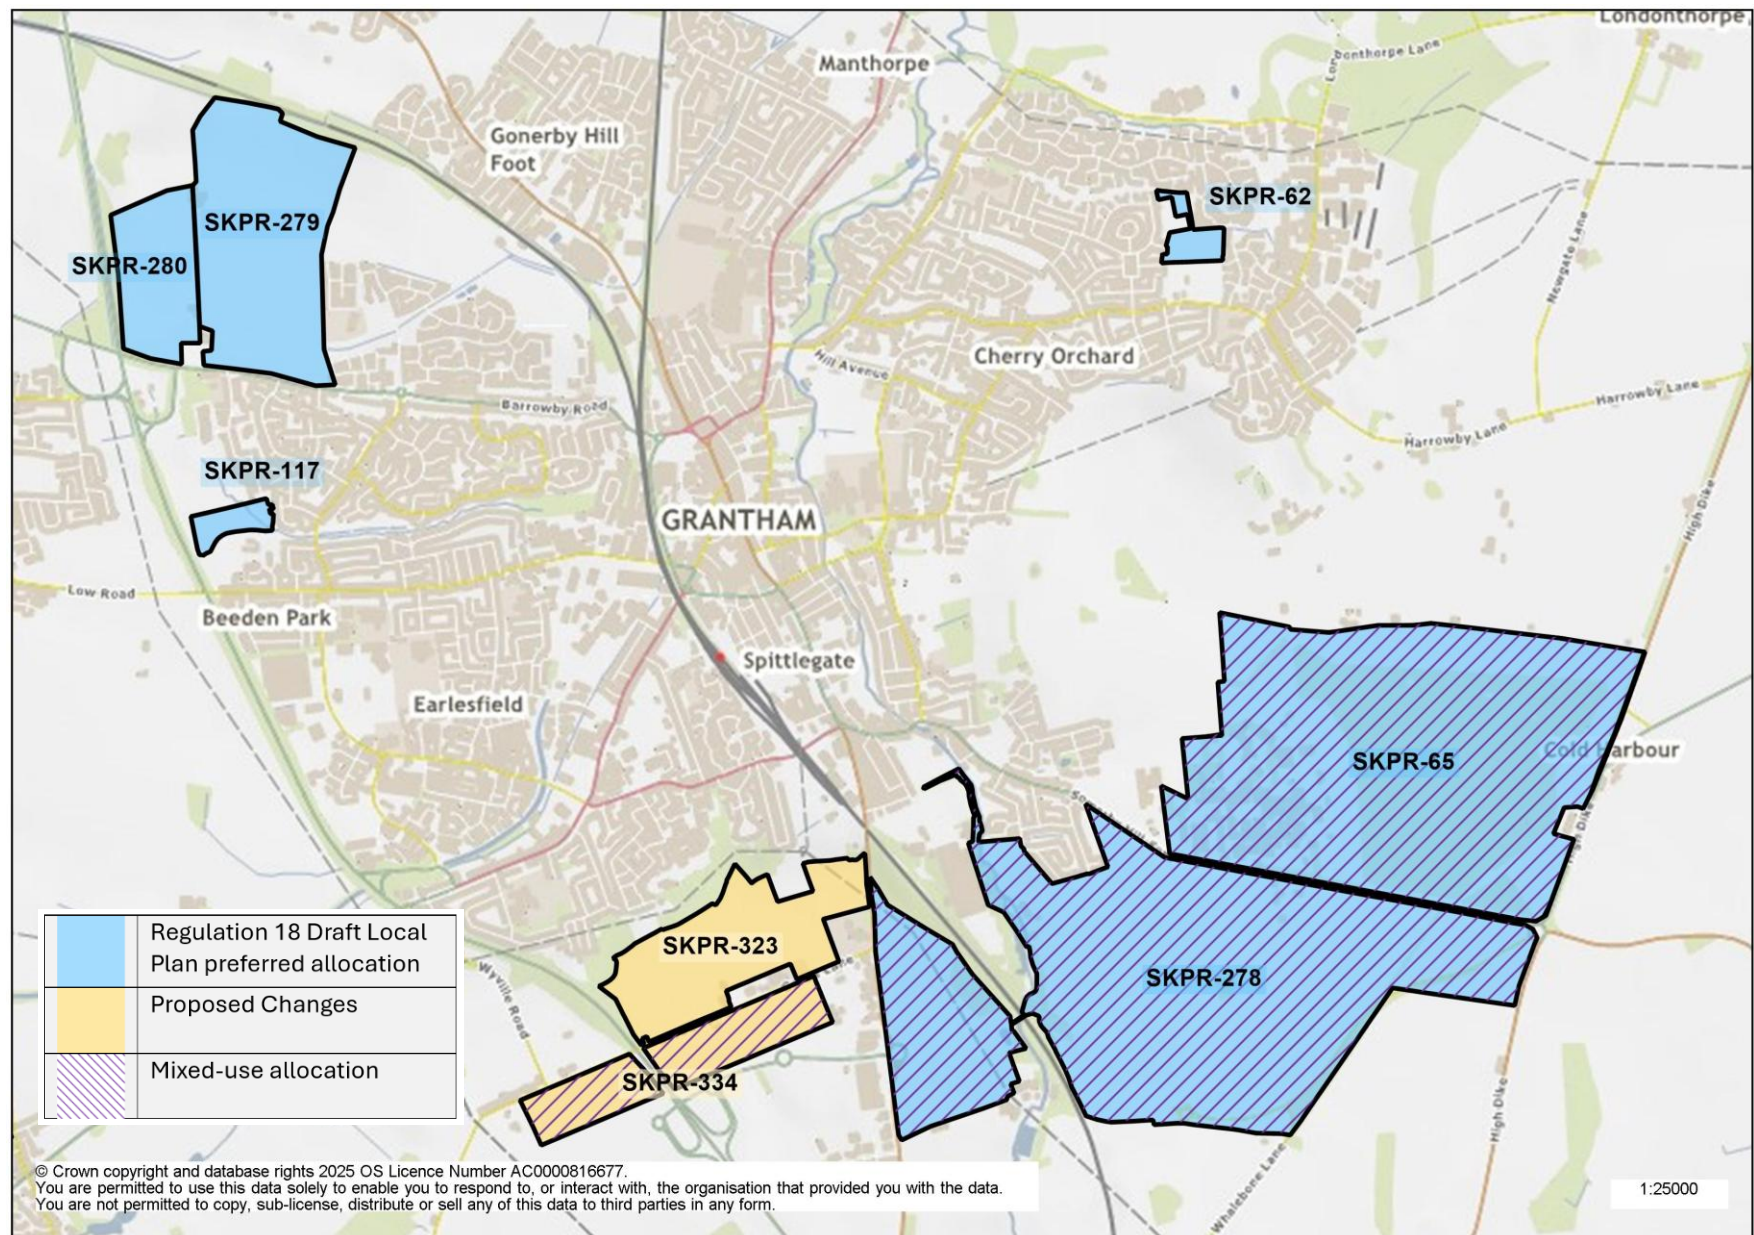 Londonthorpe
Londonthorpe Lane
Manthorpe
Gonerby Hill
Foot
SKPR-62
SKPR-279
SKPR-280
Newgate Lane
Cherry Orchard
Hill Avenue
Harrowby Lane
Barrowby Road
Harrowby Lane
SKPR-117
High Dike
GRANTHAM
Low Road
Beeden Park
Spittlegate
Earlesfield
Cold Harbour
SKPR-65
High Dike
SKPR-323
Lane
SKPR-278
Wyville Road
SKPR-334
High Dike
Whalebone Lane
Regulation 18 Draft Local
Plan preferred allocation
Proposed Changes
Mixed-use allocation
© Crown copyright and database rights 2025 OS Licence Number AC0000816677.
You are permitted to use this data solely to enable you to respond to, or interact with, the organisation that provided you with the data.
You are not permitted to copy, sub-license, distribute or sell any of this data to third parties in any form.
1:25000